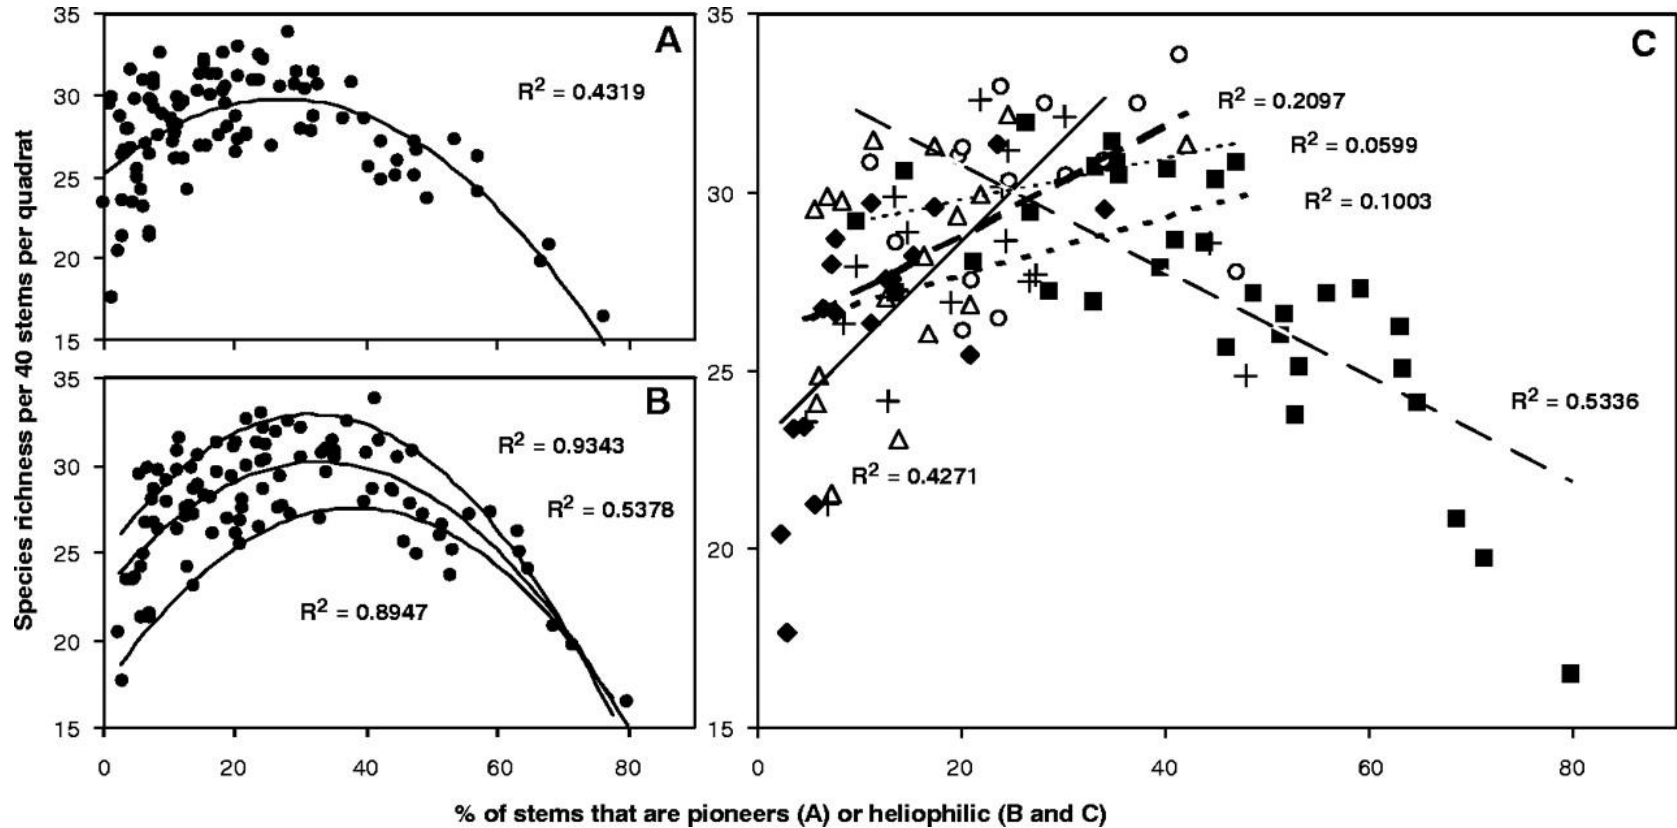 Species richness per 40 stems per quadrat
35
30
25
20
15
A
R2 = 0.4319
35
30
25
20
15
B
R2 = 0.9343
R2 = 0.5378
R2 = 0.8947
0 20 40 60 80
35
30
25
20
15
C
R2 = 0.2097
R2 = 0.0599
R2 = 0.1003
R2 = 0.5336
R2 = 0.4271
0 20 40 60 80
% of stems that are pioneers (A) or heliophilic (B and C)